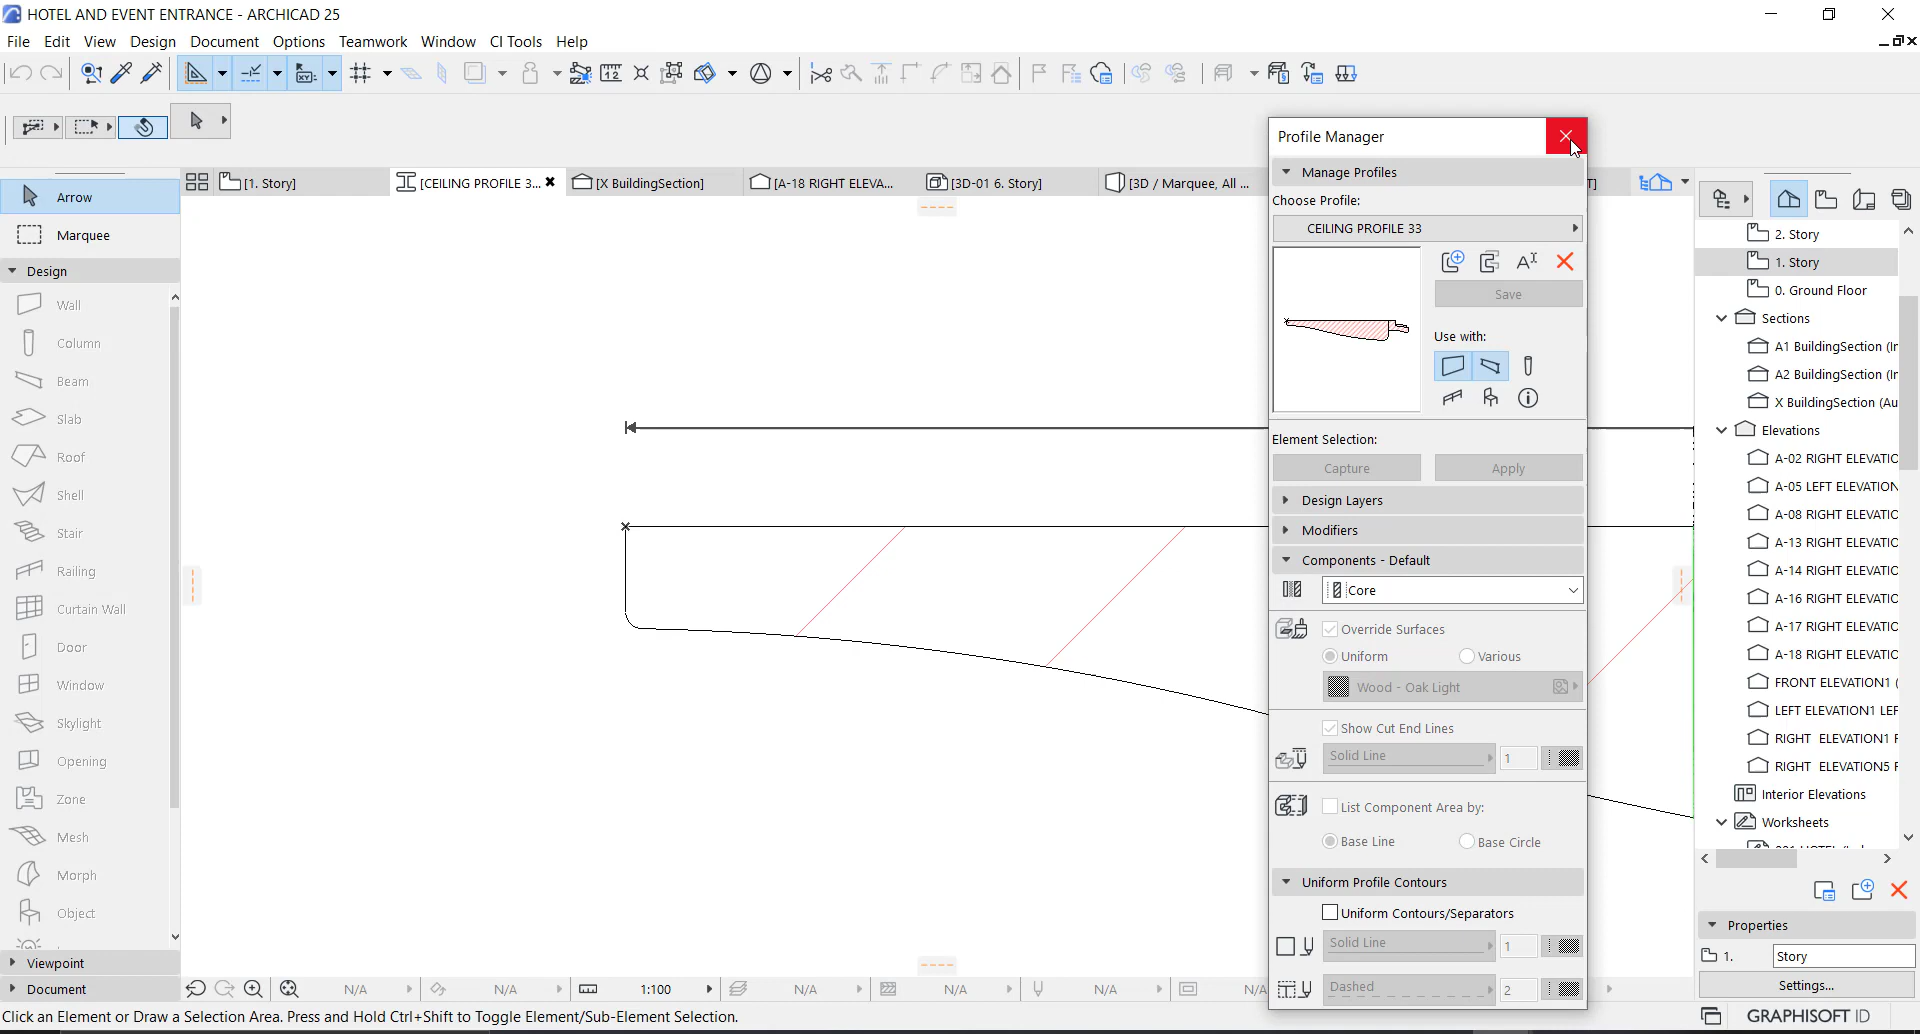 HOTEL AND EVENT ENTRANCE - ARCHICAD 25
File Edit View Design Document Options Teamwork Window CI Tools Help
[1. Story]
[CEILING PROFILE 3...
[X BuildingSection]
[A-18 RIGHT ELEVA...
[3D-01 6. Story]
[3D / Marquee, All ...
Arrow
Marquee
Design
Wall
Column
Beam
Slab
Roof
Shell
Stair
Railing
Curtain Wall
Door
Window
Skylight
Opening
Zone
Mesh
Morph
Object
Viewpoint
Document
Profile Manager
Manage Profiles
Choose Profile:
CEILING PROFILE 33
Save
Use with:
Element Selection:
Capture
Apply
Design Layers
Modifiers
Components - Default
Core
Override Surfaces
Uniform
Various
Wood - Oak Light
Show Cut End Lines
Solid Line
1
List Component Area by:
Base Line
Base Circle
Uniform Profile Contours
Uniform Contours/Separators
Solid Line
1
Dashed
2
2. Story
1. Story
0. Ground Floor
Sections
A1 BuildingSection (Ir
A2 BuildingSection (Ir
X BuildingSection (Au
Elevations
A-02 RIGHT ELEVATIC
A-05 LEFT ELEVATION
A-08 RIGHT ELEVATIC
A-13 RIGHT ELEVATIC
A-14 RIGHT ELEVATIC
A-16 RIGHT ELEVATIC
A-17 RIGHT ELEVATIC
A-18 RIGHT ELEVATIC
FRONT ELEVATION1 (
LEFT ELEVATION1 LEF
RIGHT ELEVATION1 F
RIGHT ELEVATION5 F
Interior Elevations
Worksheets
Properties
1.
Story
Settings...
N/A
N/A
1:100
N/A
N/A
N/A
N/A
Click an Element or Draw a Selection Area. Press and Hold Ctrl+Shift to Toggle Element/Sub-Element Selection.
GRAPHISOFT ID